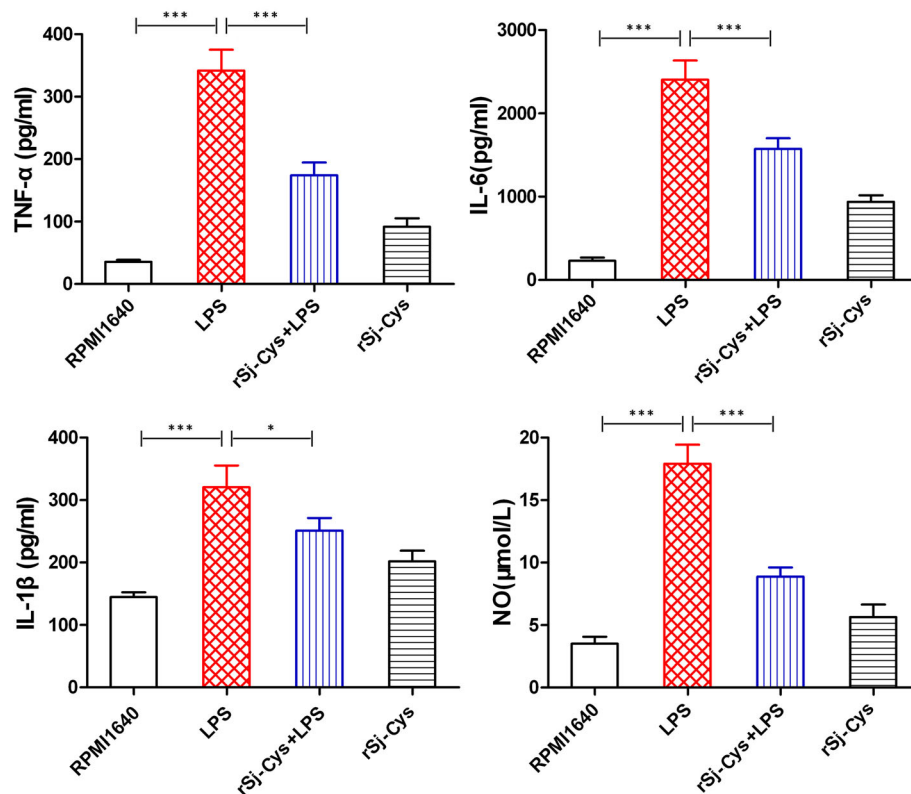 *** ***
TNF-α (pg/ml)
400
300
200
100
0
RPMI1640
LPS
rSj-Cys+LPS
rSj-Cys
*** ***
IL-6(pg/ml)
3000
2000
1000
0
RPMI1640
LPS
rSj-Cys+LPS
rSj-Cys
*** *
IL-1β (pg/ml)
400
300
200
100
0
RPMI1640
LPS
rSj-Cys+LPS
rSj-Cys
*** ***
NO(μmol/L)
20
15
10
5
0
RPMI1640
LPS
rSj-Cys+LPS
rSj-Cys